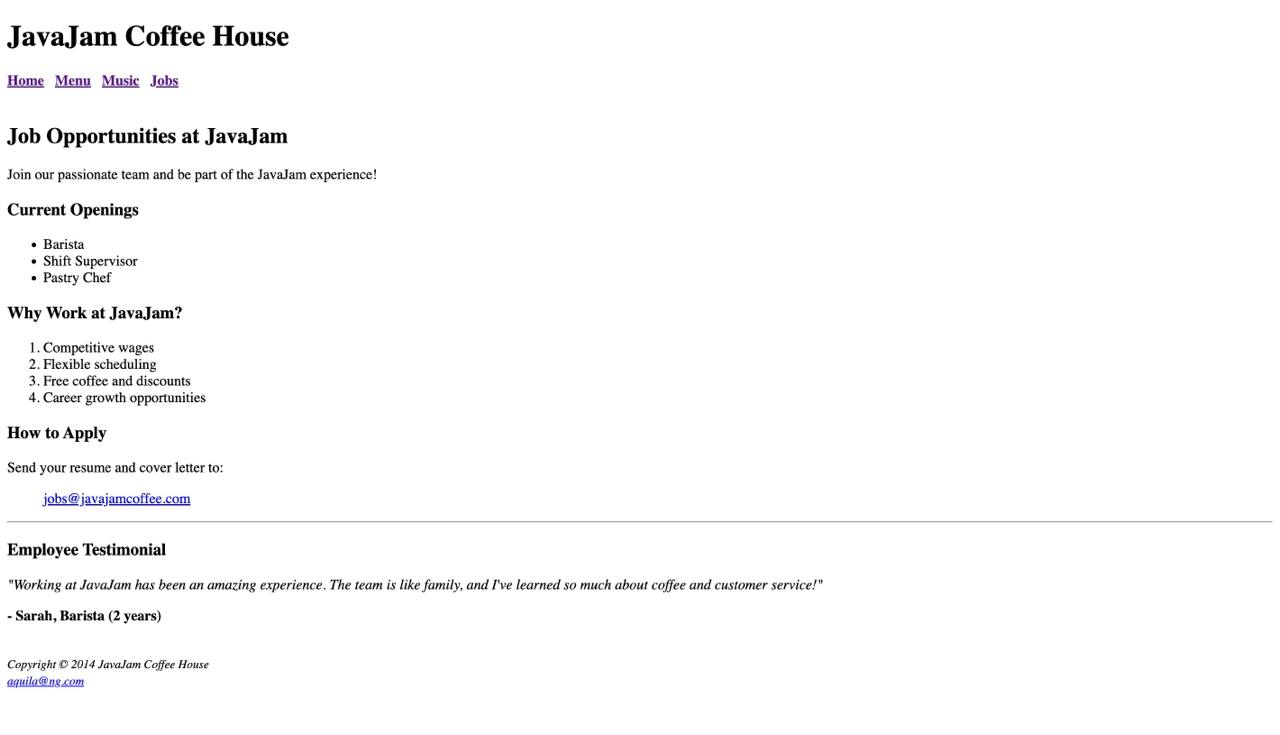 JavaJam Coffee House
Home Menu Music Jobs
Job Opportunities at JavaJam
Join our passionate team and be part of the JavaJam experience!
Current Openings
• Barista
• Shift Supervisor
• Pastry Chef
Why Work at JavaJam?
1. Competitive wages
2. Flexible scheduling
3. Free coffee and discounts
4. Career growth opportunities
How to Apply
Send your resume and cover letter to:
jobs@javajamcoffee.com
Employee Testimonial
"Working at JavaJam has been an amazing experience. The team is like family, and I've learned so much about coffee and customer service!"
- Sarah, Barista (2 years)
Copyright © 2014 JavaJam Coffee House
aquila@ng.com